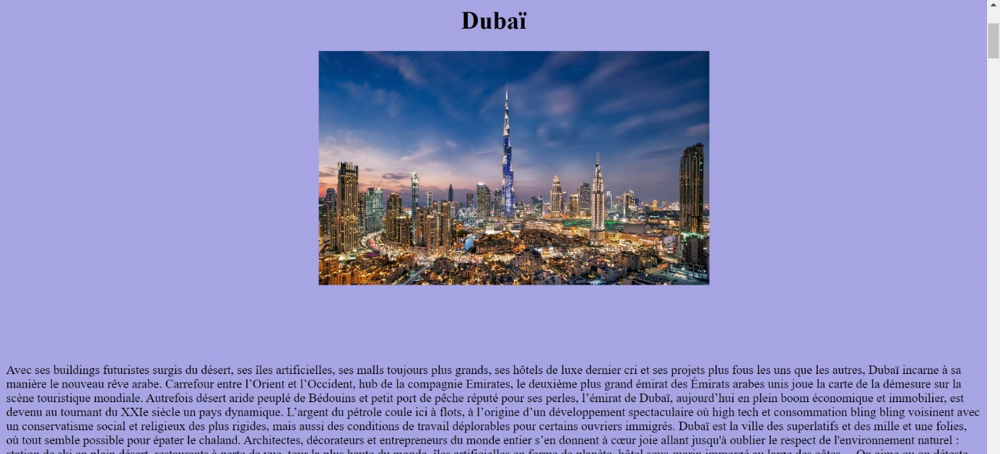 Dubaï
Avec ses buildings futuristes surgis du désert, ses îles artificielles, ses malls toujours plus grands, ses hôtels de luxe dernier cri et ses projets plus fous les uns que les autres, Dubaï incarne à sa
manière le nouveau rêve arabe. Carrefour entre l’Orient et l’Occident, hub de la compagnie Emirates, le deuxième plus grand émirat des Émirats arabes unis joue la carte de la démesure sur la
scène touristique mondiale. Autrefois désert aride peuplé de Bédouins et petit port de pêche réputé pour ses perles, l’émirat de Dubaï, aujourd’hui en plein boom économique et immobilier, est
devenu au tournant du XXIe siècle un pays dynamique. L’argent du pétrole coule ici à flots, à l’origine d’un développement spectaculaire où high tech et consommation bling bling voisinent avec
un conservatisme social et religieux des plus rigides, mais aussi des conditions de travail déplorables pour certains ouvriers immigrés. Dubaï est la ville des superlatifs et des mille et une folies,
où tout semble possible pour épater le chaland. Architectes, décorateurs et entrepreneurs du monde entier s’en donnent à cœur joie allant jusqu'à oublier le respect de l'environnement naturel :
station de ski en plein désert, restaurants à perte de vue, tour la plus haute du monde, îles artificielles en forme de planète, hôtel sous-marin immergé au large des côtes… On aime ou on déteste